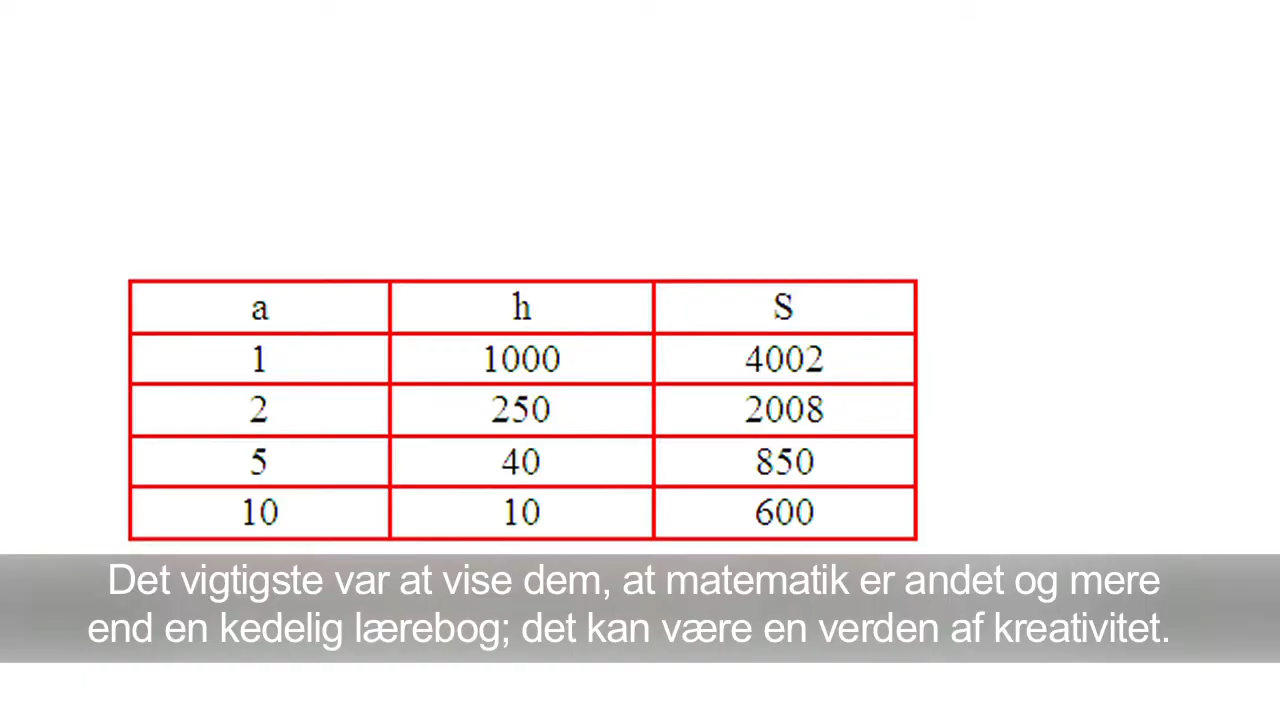 a h S
1 1000 4002
2 250 2008
5 40 850
10 10 600
Det vigtigste var at vise dem, at matematik er andet og mere
end en kedelig lærebog; det kan være en verden af kreativitet.